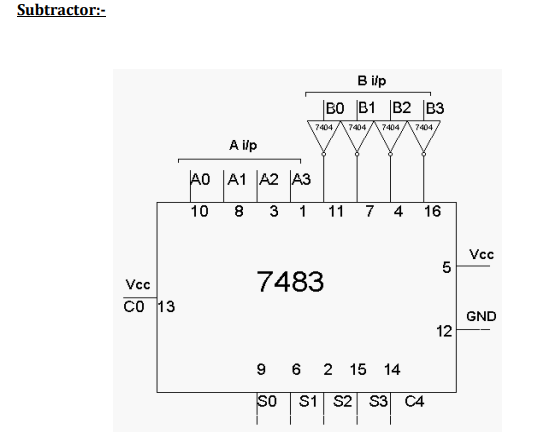 Subtractor:-
B i/p
B0 B1 B2 B3
7404 7404 7404 7404
A i/p
A0 A1 A2 A3
10 8 3 1 11 7 4 16
Vcc
5
Vcc
7483
C0 13
GND
12
9 6 2 15 14
S0 S1 S2 S3 C4